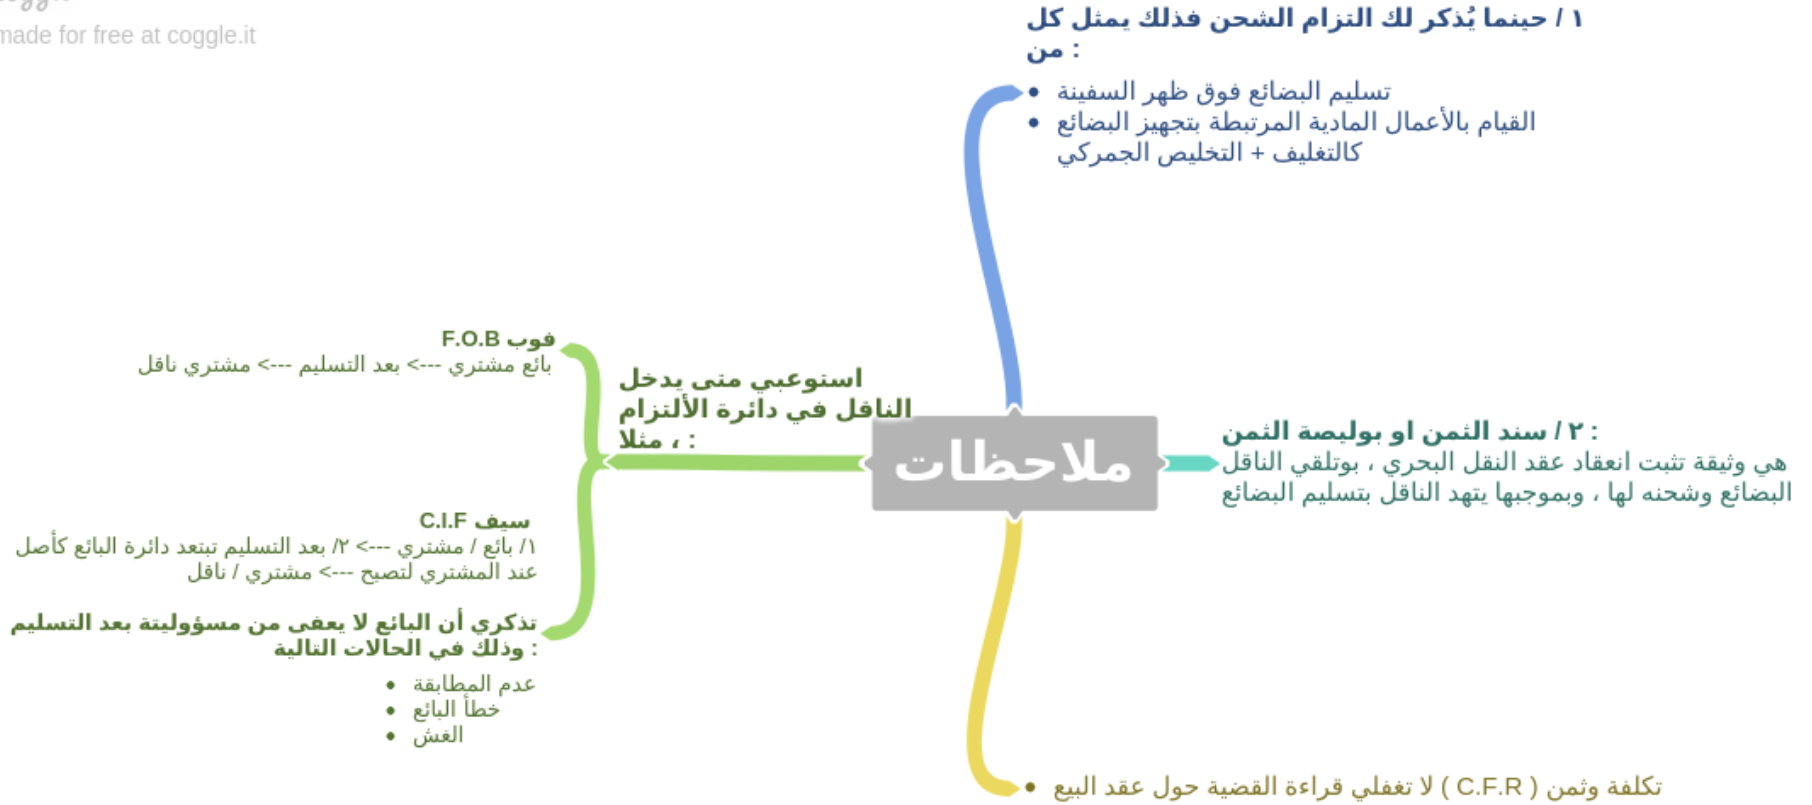 made for free at coggle.it
١ / حينما يُذكر لك التزام الشحن فذلك يمثل كل
من :
تسليم البضائع فوق ظهر السفينة
القيام بالأعمال المادية المرتبطة بتجهيز البضائع
كالتغليف + التخليص الجمركي
ملاحظات
٢ / سند الثمن او بوليصة الثمن :
هي وثيقة تثبت انعقاد عقد النقل البحري ، بوتلقي الناقل
البضائع وشحنه لها ، وبموجبها يتهد الناقل بتسليم البضائع
تكلفة وثمن ( C.F.R ) لا تغفلي قراءة القضية حول عقد البيع
استوعبي متى يدخل
الناقل في دائرة الألتزام
، مثلا :
فوب F.O.B
بائع مشتري ---> بعد التسليم ---> مشتري ناقل
سيف C.I.F
١/ بائع / مشتري ---> ٢/ بعد التسليم تبتعد دائرة البائع كأصل
عند المشتري لتصبح ---> مشتري / ناقل
تذكري أن البائع لا يعفى من مسؤوليتة بعد التسليم
وذلك في الحالات التالية :
عدم المطابقة
خطأ البائع
الغش